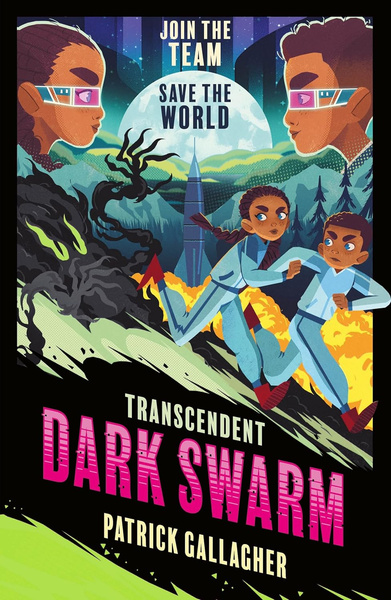 JOIN THE
TEAM
SAVE THE
WORLD
TRANSCENDENT
DARK SWARM
PATRICK GALLAGHER